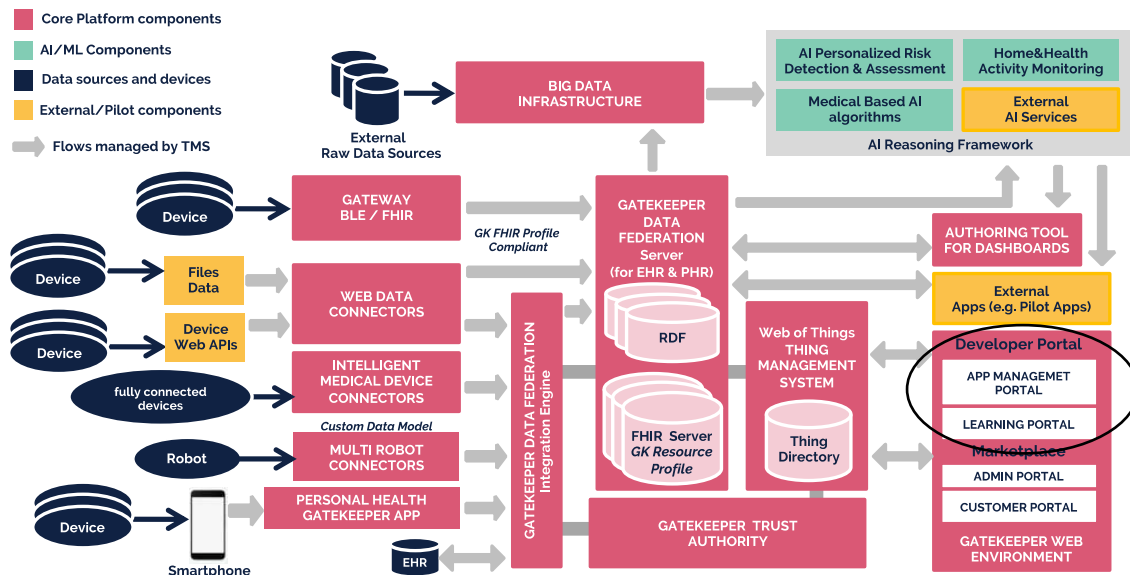 Core Platform components
AI/ML Components
Data sources and devices
External/Pilot components
Flows managed by TMS
External
Raw Data Sources
BIG DATA
INFRASTRUCTURE
AI Personalized Risk
Detection & Assessment
Home&Health
Activity Monitoring
Medical Based AI
algorithms
External
AI Services
AI Reasoning Framework
Device
GATEWAY
BLE / FHIR
GK FHIR Profile
Compliant
GATEKEEPER
DATA
FEDERATION
Server
(for EHR & PHR)
RDF
FHIR Server
GK Resource
Profile
AUTHORING TOOL
FOR DASHBOARDS
External
Apps (e.g. Pilot Apps)
Device
Files
Data
WEB DATA
CONNECTORS
Device
Device
Web APIs
fully connected
devices
INTELLIGENT
MEDICAL DEVICE
CONNECTORS
Custom Data Model
Robot
MULTI ROBOT
CONNECTORS
Device
Smartphone
PERSONAL HEALTH
GATEKEEPER APP
EHR
GATEKEEPER DATA FEDERATION
Integration Engine
Web of Things
THING
MANAGEMENT
SYSTEM
Thing
Directory
GATEKEEPER TRUST
AUTHORITY
Developer Portal
APP MANAGEMET
PORTAL
LEARNING PORTAL
Marketplace
ADMIN PORTAL
CUSTOMER PORTAL
GATEKEEPER WEB
ENVIRONMENT